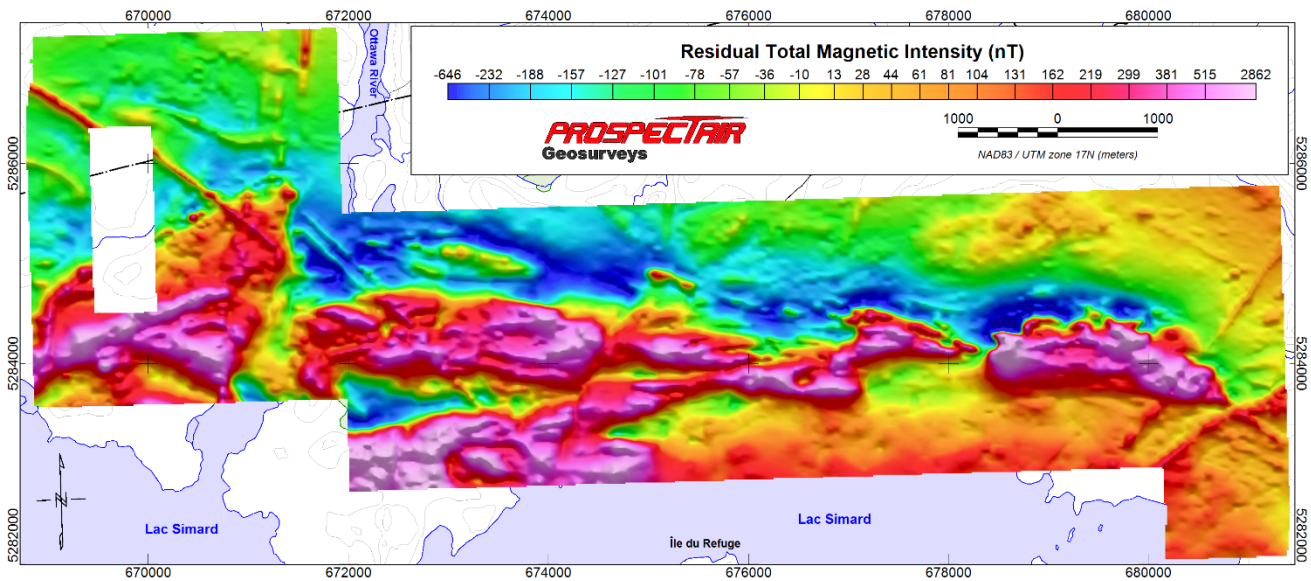 670000 672000 674000 676000 678000 680000
Ottawa River
Residual Total Magnetic Intensity (nT)
-646 -232 -188 -157 -127 -101 -78 -57 -36 -10 13 28 44 61 81 104 131 162 219 299 381 515 2862
PROSPECTAIR
Geosurveys
1000 0 1000
NAD83 / UTM zone 17N (meters)
5286000 5286000
5284000 5284000
N
Lac Simard
Lac Simard
Île du Refuge
5282000 5282000
670000 672000 674000 676000 678000 680000